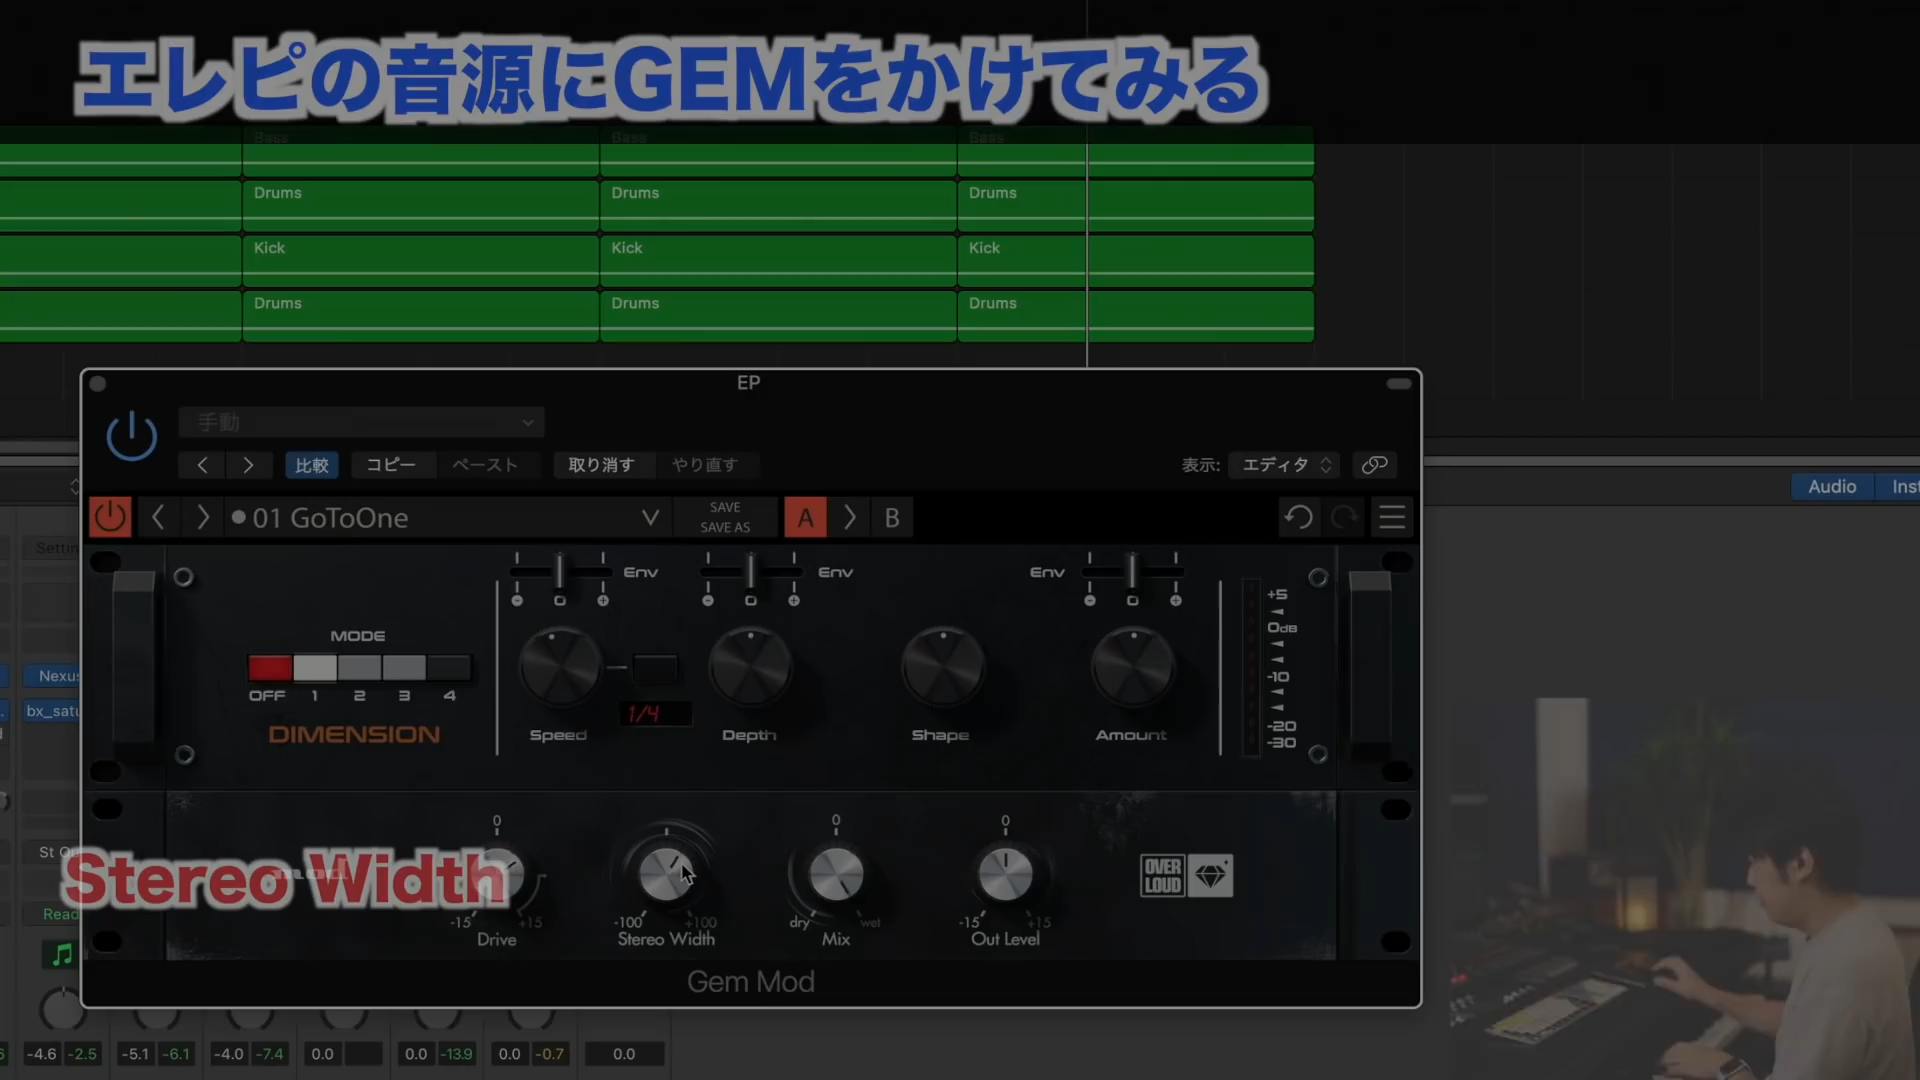 エレピの音源にGEMをかけてみる
Bass Bass Bass
Drums Drums Drums
Kick Kick Kick
Drums Drums Drums
EP
手動
比較 コピー ペースト 取り消す やり直す 表示: エディタ
Audio
01 GoToOne SAVE SAVE AS A B
Env Env Env
MODE
OFF 1 2 3 4
DIMENSION
1/4
Speed Depth Shape Amount
+5
0dB
-10
-20
-30
0 0 0
Stereo Width
-15 +15 -100 +100 dry wet -15 +15
Drive Stereo Width Mix Out Level
OVER LOUD
Gem Mod
Read
-4.6 -2.5 -5.1 -6.1 -4.0 -7.4 0.0 0.0 -13.9 0.0 -0.7 0.0